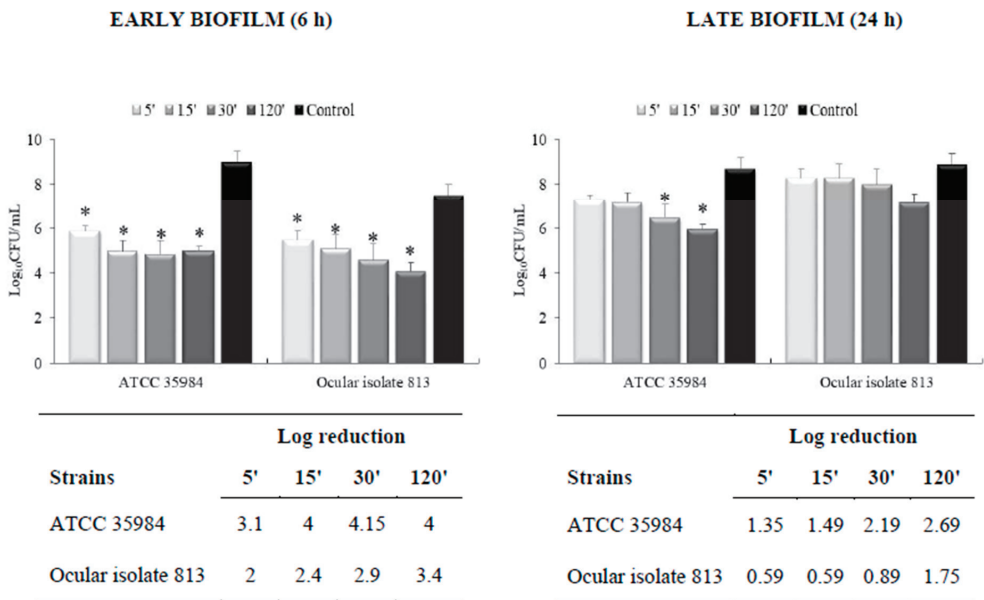 EARLY BIOFILM (6 h)
5' 15' 30' 120' Control
Log₁₀CFU/mL
10
8
6
4
2
0
* * * *
* * * *
ATCC 35984 Ocular isolate 813
Log reduction
Strains 5' 15' 30' 120'
ATCC 35984 3.1 4 4.15 4
Ocular isolate 813 2 2.4 2.9 3.4
LATE BIOFILM (24 h)
5' 15' 30' 120' Control
Log₁₀CFU/mL
10
8
6
4
2
0
* *
ATCC 35984 Ocular isolate 813
Log reduction
Strains 5' 15' 30' 120'
ATCC 35984 1.35 1.49 2.19 2.69
Ocular isolate 813 0.59 0.59 0.89 1.75